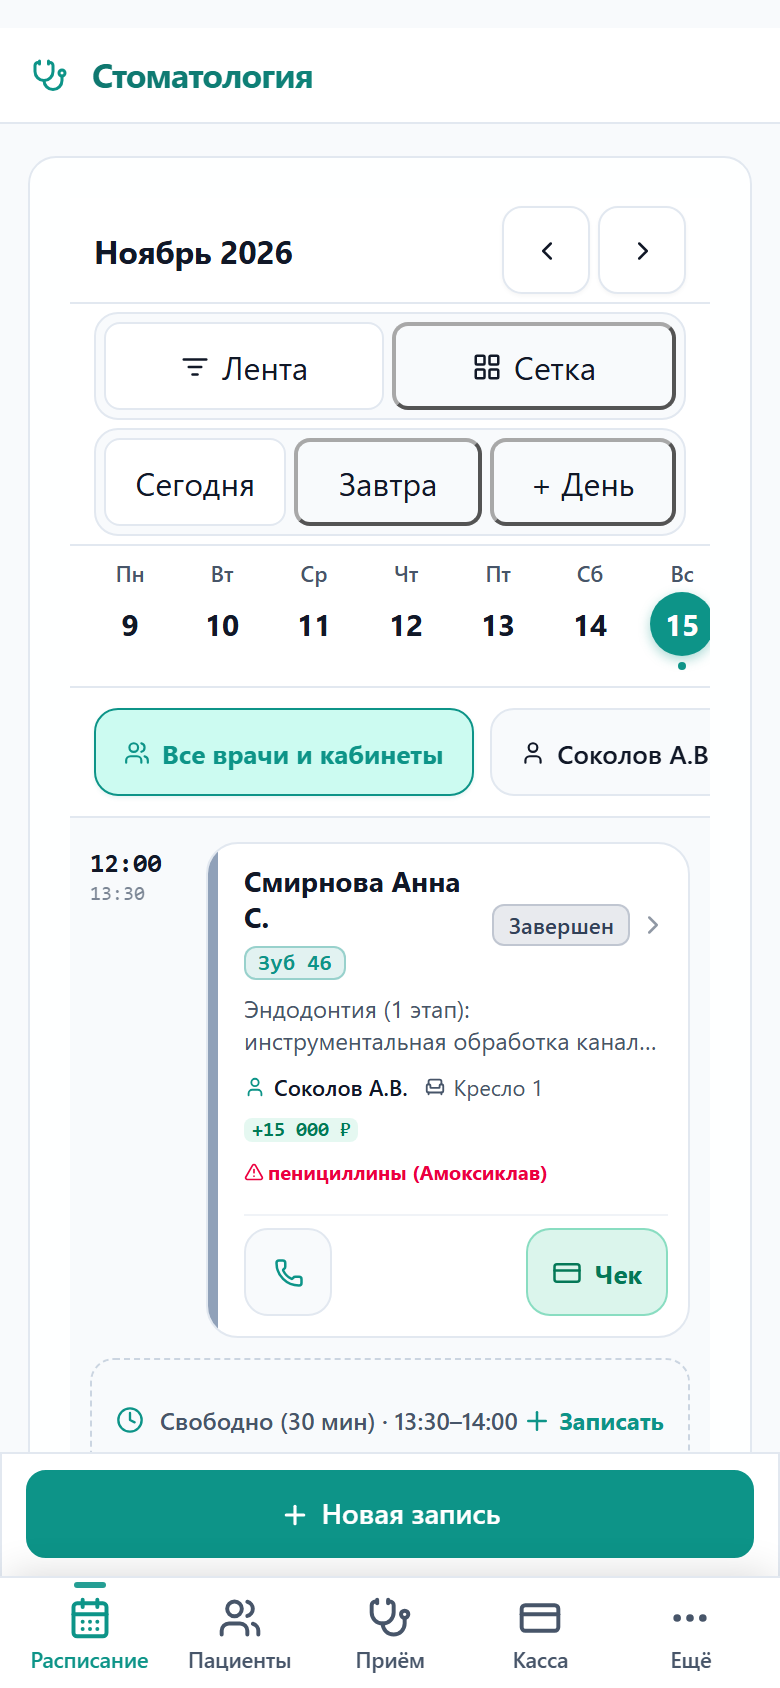 Стоматология
Ноябрь 2026
Лента
Сетка
Сегодня
Завтра
+ День
Пн Вт Ср Чт Пт Сб Вс
9 10 11 12 13 14 15
Все врачи и кабинеты
Соколов А.В
12:00
13:30
Смирнова Анна
С.
Завершен
Зуб 46
Эндодонтия (1 этап):
инструментальная обработка канал...
Соколов А.В. Кресло 1
+15 000 ₽
пенициллины (Амоксиклав)
Чек
Свободно (30 мин) · 13:30–14:00 + Записать
+ Новая запись
Расписание Пациенты Приём Касса Ещё